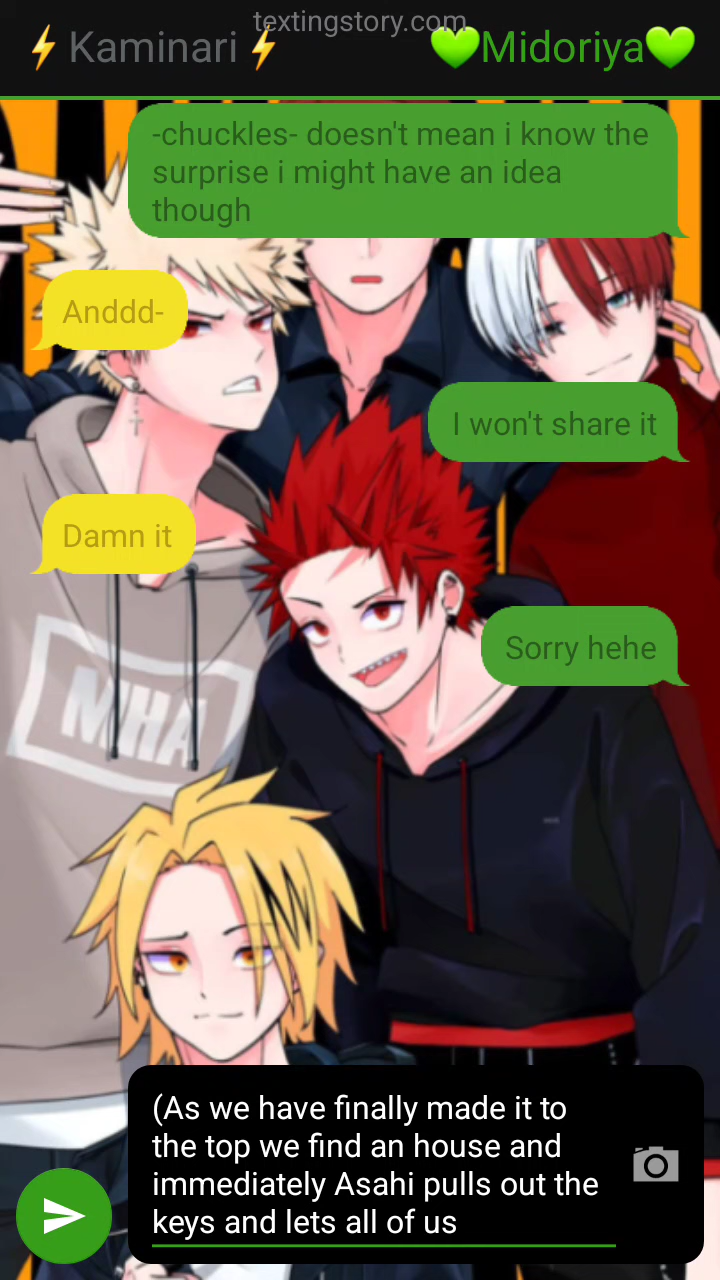 textingstory.com
⚡Kaminari⚡ 💚Midoriya💚
-chuckles- doesn't mean i know the
surprise i might have an idea
though
Anddd-
I won't share it
Damn it
Sorry hehe
MHA
(As we have finally made it to
the top we find an house and
immediately Asahi pulls out the
keys and lets all of us